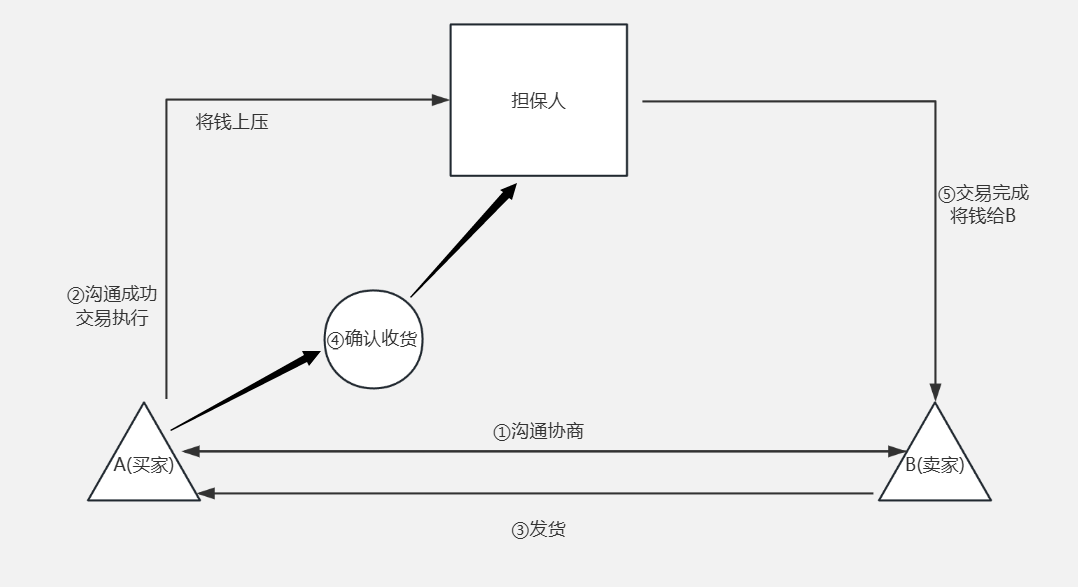 担保人
将钱上压
⑤交易完成
将钱给B
②沟通成功
交易执行
④确认收货
①沟通协商
A(买家)
B(卖家)
③发货